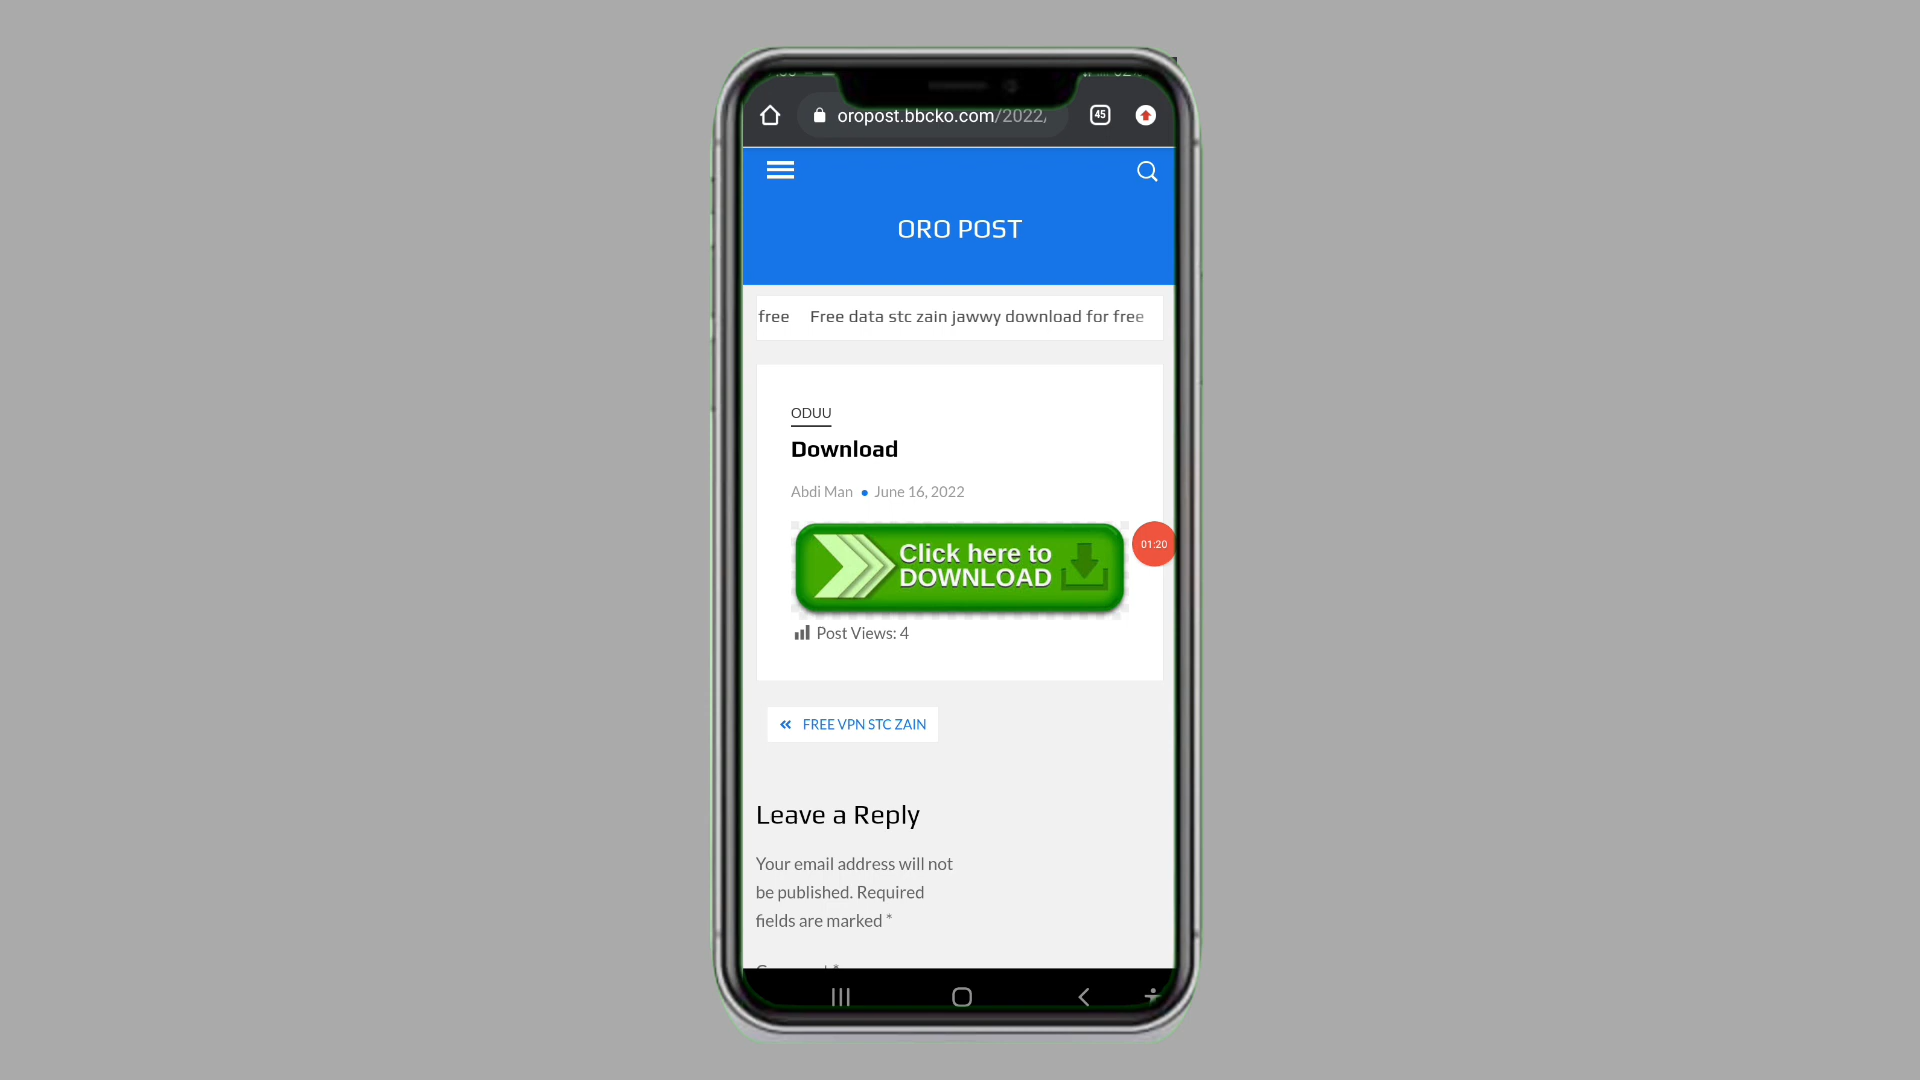 oropost.bbcko.com/2022/
45
ORO POST
free Free data stc zain jawwy download for free
ODUU
Download
Abdi Man • June 16, 2022
Click here to
DOWNLOAD
01:20
Post Views: 4
« FREE VPN STC ZAIN
Leave a Reply
Your email address will not
be published. Required
fields are marked *